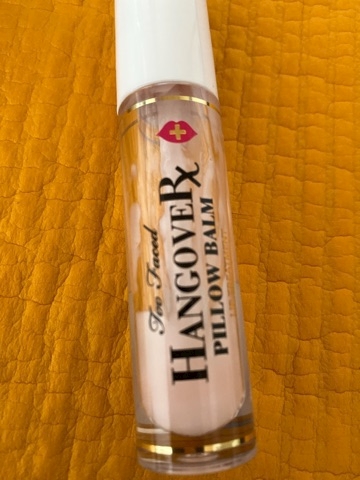 Too Faced
HANGOVERX
PILLOW BALM